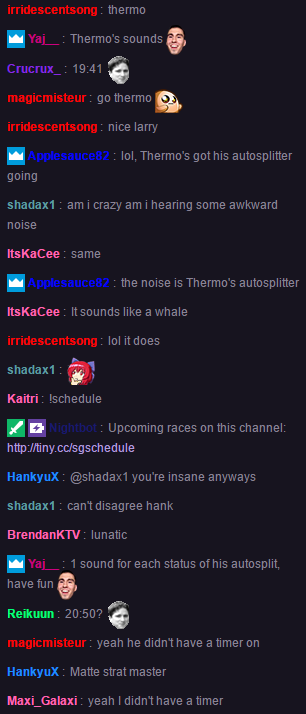 irridescentsong : thermo
Yaj__ : Thermo's sounds
Crucrux_ : 19:41
magicmisteur : go thermo
irridescentsong : nice larry
Applesauce82 : lol, Thermo's got his autosplitter
going
shadax1 : am i crazy am i hearing some awkward
noise
ItsKaCee : same
Applesauce82 : the noise is Thermo's autosplitter
ItsKaCee : It sounds like a whale
irridescentsong : lol it does
shadax1 :
Kaitri : !schedule
Nightbot : Upcoming races on this channel:
http://tiny.cc/sgschedule
HankyuX : @shadax1 you're insane anyways
shadax1 : can't disagree hank
BrendanKTV : lunatic
Yaj__ : 1 sound for each status of his autosplit,
have fun
Reikuun : 20:50?
magicmisteur : yeah he didn't have a timer on
HankyuX : Matte strat master
Maxi_Galaxi : yeah I didn't have a timer